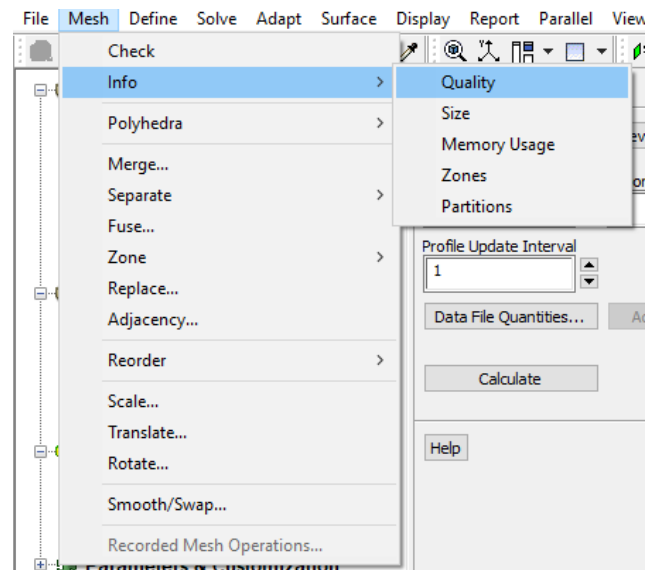 File Mesh Define Solve Adapt Surface Display Report Parallel View
Check
Info
Polyhedra
Merge...
Separate
Fuse...
Zone
Replace...
Adjacency...
Reorder
Scale...
Translate...
Rotate...
Smooth/Swap...
Recorded Mesh Operations...
Parameters & Customization
Quality
Size
Memory Usage
Zones
Partitions
Profile Update Interval
1
Data File Quantities...
Calculate
Help